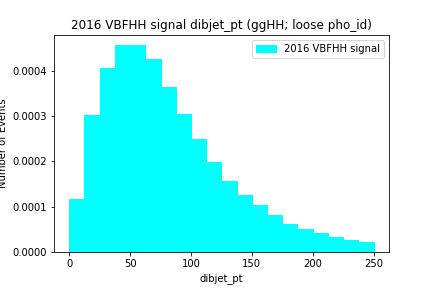 2016 VBFHH signal dibjet_pt (ggHH; loose pho_id)
2016 VBFHH signal
0.0004
0.0003
0.0002
0.0001
0.0000
Number of Events
0
50
100
150
200
250
dibjet_pt